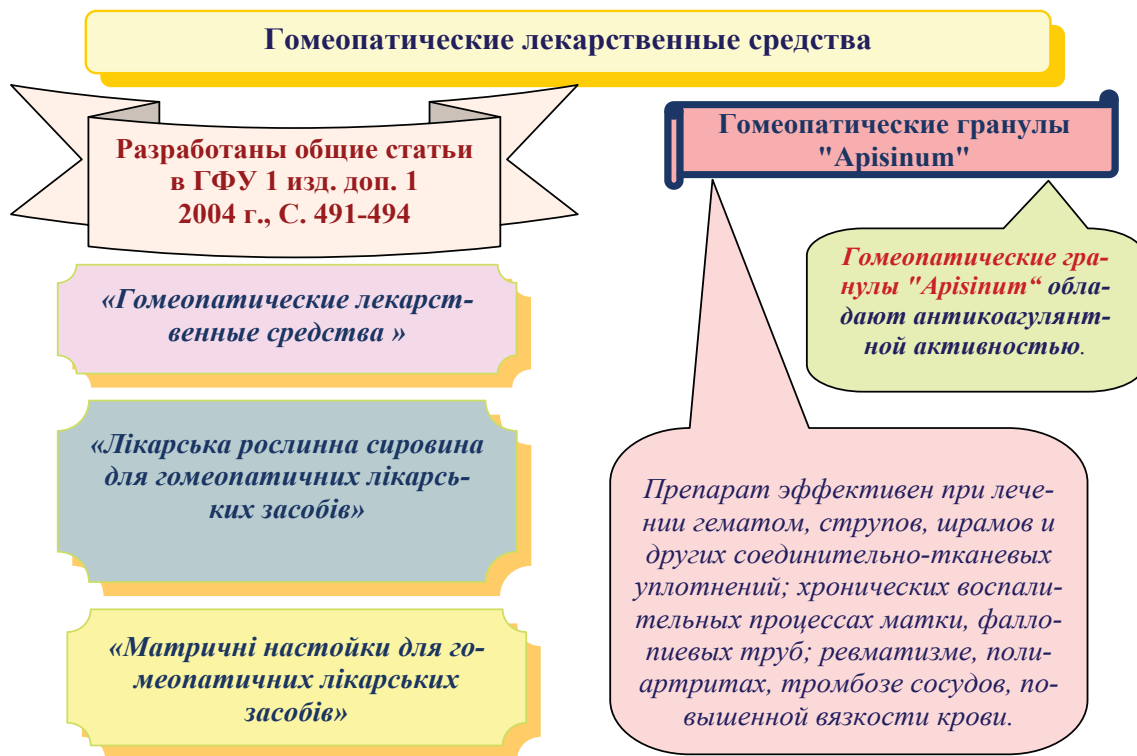 Гомеопатические лекарственные средства
Разработаны общие статьи
в ГФУ 1 изд. доп. 1
2004 г., С. 491-494
«Гомеопатические лекарст-
венные средства »
«Лікарська рослинна сировина
для гомеопатичних лікарсь-
ких засобів»
«Матричні настойки для го-
меопатичних лікарських
засобів»
Гомеопатические гранулы
"Apisinum"
Гомеопатические гра-
нулы "Apisinum“ обла-
дают антикоагулянт-
ной активностью.
Препарат эффективен при лече-
нии гематом, струпов, шрамов и
других соединительно-тканевых
уплотнений; хронических воспали-
тельных процессах матки, фалло-
пиевых труб; ревматизме, поли-
артритах, тромбозе сосудов, по-
вышенной вязкости крови.